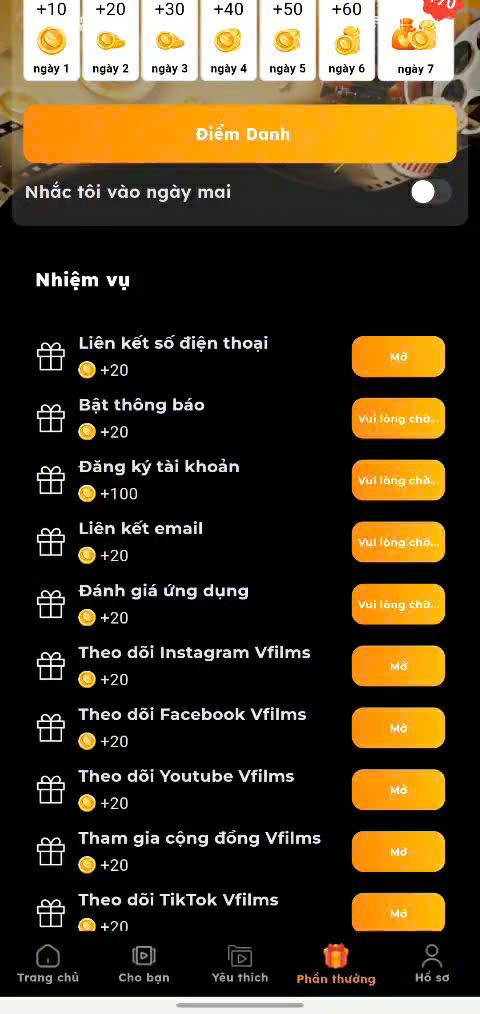 +10 +20 +30 +40 +50 +60
ngày 1 ngày 2 ngày 3 ngày 4 ngày 5 ngày 6 ngày 7
Điểm Danh
Nhắc tôi vào ngày mai
Nhiệm vụ
Liên kết số điện thoại
+20
Mở
Bật thông báo
+20
Vui lòng chờ...
Đăng ký tài khoản
+100
Vui lòng chờ...
Liên kết email
+20
Vui lòng chờ...
Đánh giá ứng dụng
+20
Vui lòng chờ...
Theo dõi Instagram Vfilms
+20
Mở
Theo dõi Facebook Vfilms
+20
Mở
Theo dõi Youtube Vfilms
+20
Mở
Tham gia cộng đồng Vfilms
+20
Mở
Theo dõi TikTok Vfilms
+20
Mở
Trang chủ Cho bạn Yêu thích Phần thưởng Hồ sơ